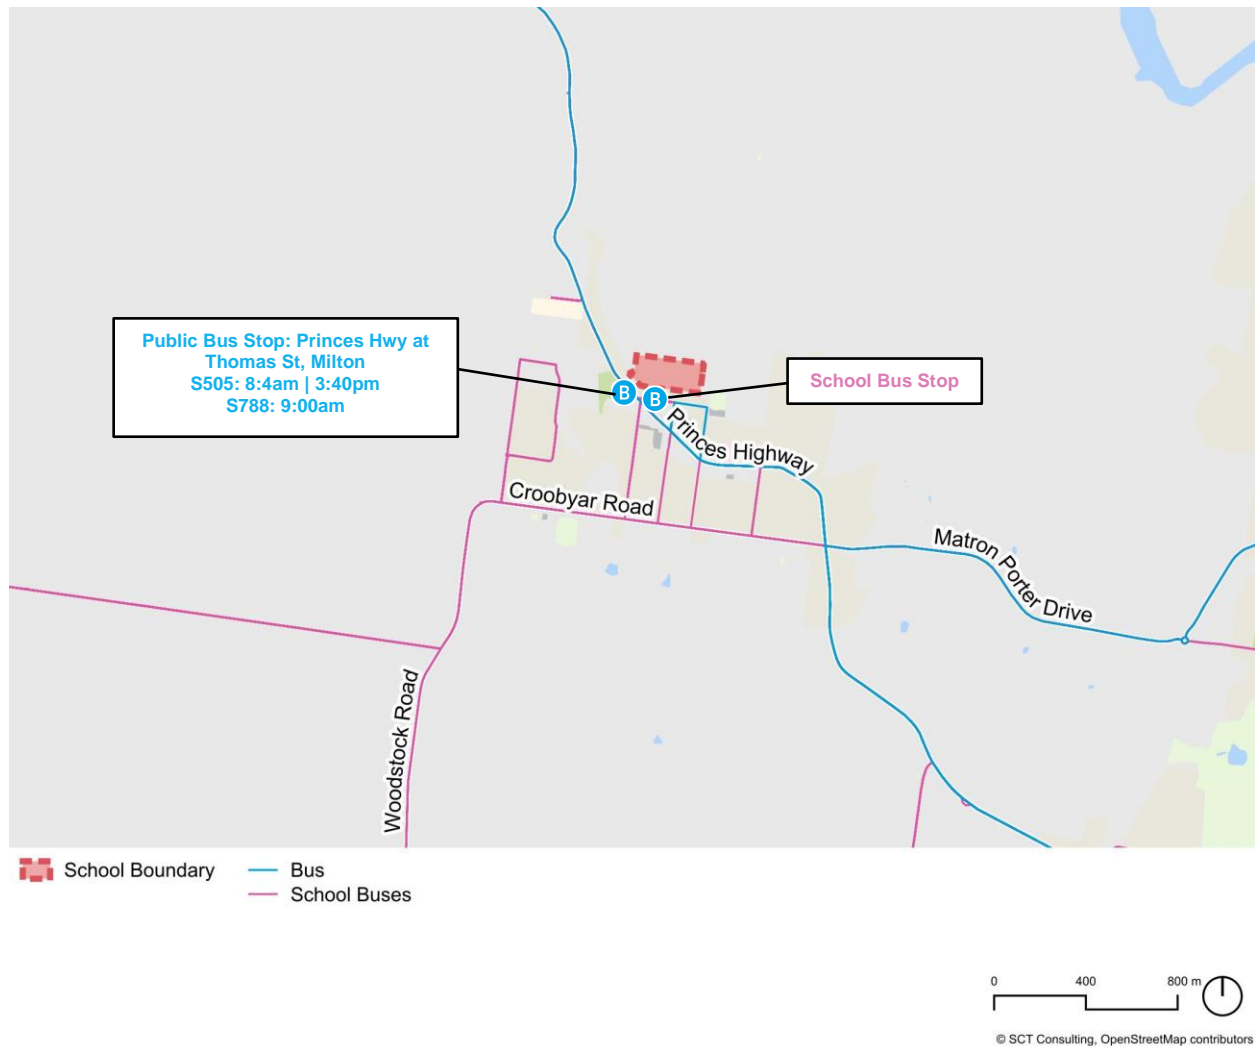 Public Bus Stop: Princes Hwy at
Thomas St, Milton
S505: 8:4am | 3:40pm
S788: 9:00am
School Bus Stop
B
B
Princes Highway
Croobyar Road
Matron Porter Drive
Woodstock Road
School Boundary
Bus
School Buses
0 400 800 m
© SCT Consulting, OpenStreetMap contributors